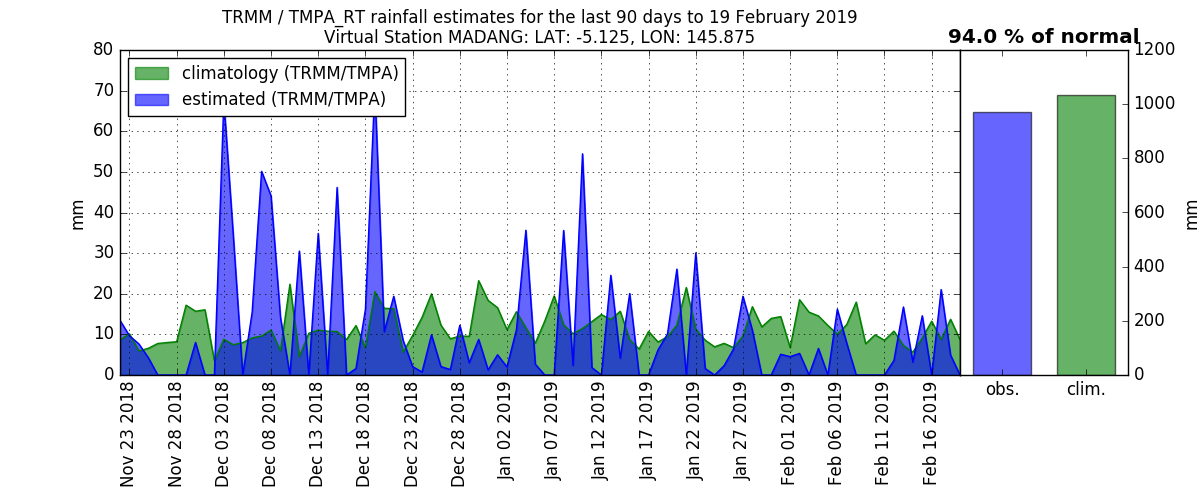 TRMM / TMPA_RT rainfall estimates for the last 90 days to 19 February 2019
Virtual Station MADANG: LAT: -5.125, LON: 145.875
94.0 % of normal
climatology (TRMM/TMPA)
estimated (TRMM/TMPA)
80
70
60
50
40
30
20
10
0
mm
1200
1000
800
600
400
200
0
mm
Nov 23 2018
Nov 28 2018
Dec 03 2018
Dec 08 2018
Dec 13 2018
Dec 18 2018
Dec 23 2018
Dec 28 2018
Jan 02 2019
Jan 07 2019
Jan 12 2019
Jan 17 2019
Jan 22 2019
Jan 27 2019
Feb 01 2019
Feb 06 2019
Feb 11 2019
Feb 16 2019
obs.
clim.